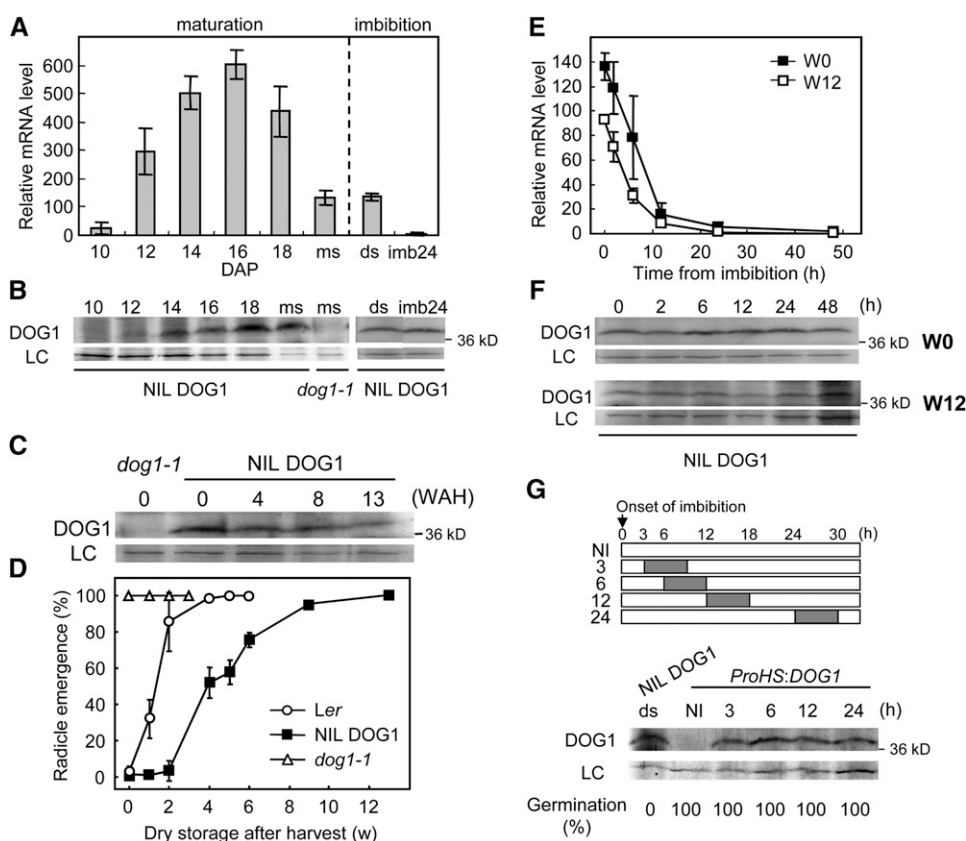 A
maturation
imbibition
Relative mRNA level
600
500
400
300
200
100
0
10 12 14 16 18 ms ds imb24
DAP
B
10 12 14 16 18 ms ms ds imb24
DOG1
36 kD
LC
NIL DOG1 dog1-1 NIL DOG1
C
dog1-1 NIL DOG1
0 0 4 8 13 (WAH)
DOG1
36 kD
LC
D
Radicle emergence (%)
100
80
60
40
20
0
Ler
NIL DOG1
dog1-1
0 2 4 6 8 10 12
Dry storage after harvest (w)
E
Relative mRNA level
140
120
100
80
60
40
20
0
W0
W12
0 10 20 30 40 50
Time from imbibition (h)
F
0 2 6 12 24 48 (h)
DOG1
36 kD
W0
LC
DOG1
36 kD
W12
LC
NIL DOG1
G
Onset of imbibition
0 3 6 12 18 24 30 (h)
NI
3
6
12
24
NIL DOG1 ProHS:DOG1
ds NI 3 6 12 24 (h)
DOG1
36 kD
LC
Germination 0 100 100 100 100 100
(%)